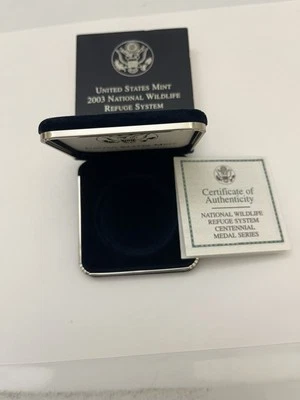 UNITED STATES MINT
2003 NATIONAL WILDLIFE
REFUGE SYSTEM
Certificate of
Authenticity
NATIONAL WILDLIFE
REFUGE SYSTEM
CENTENNIAL
MEDAL SERIES